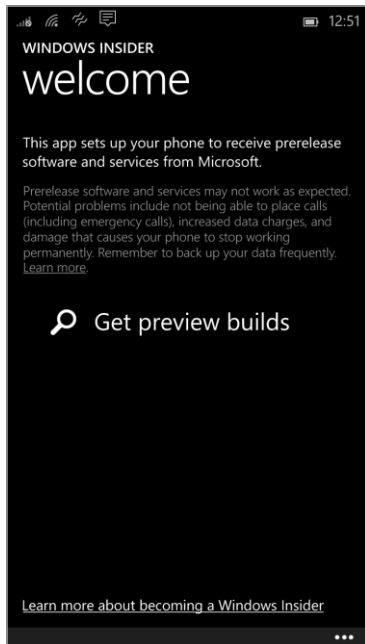 12:51
WINDOWS INSIDER
welcome
This app sets up your phone to receive prerelease
software and services from Microsoft.
Prerelease software and services may not work as expected.
Potential problems include not being able to place calls
(including emergency calls), increased data charges, and
damage that causes your phone to stop working
permanently. Remember to back up your data frequently.
Learn more.
Get preview builds
Learn more about becoming a Windows Insider